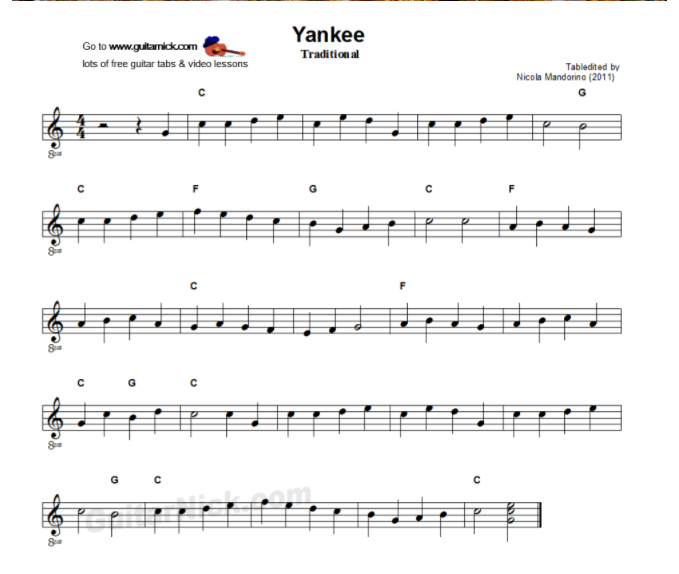 Yankee
Go to www.guitarnick.com
Traditional
lots of free guitar tabs & video lessons
Tabledited by
Nicola Mandorino (2011)
C G
4
4
8va
C F G C F
8va
C F
8va
C G C
8va
G C C
GuitarNick.com
8va